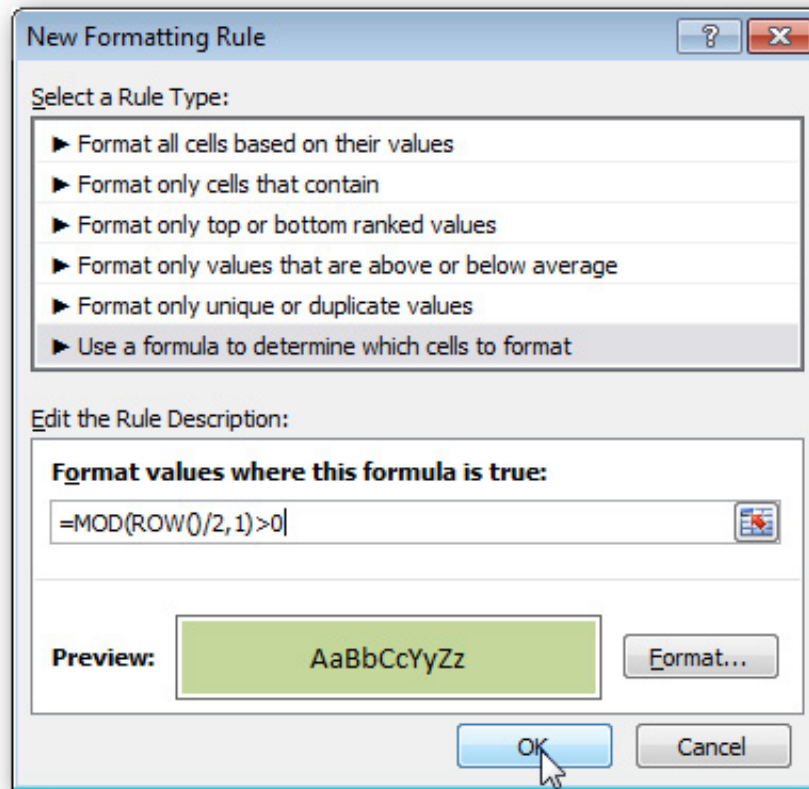 New Formatting Rule
?
Select a Rule Type:
► Format all cells based on their values
► Format only cells that contain
► Format only top or bottom ranked values
► Format only values that are above or below average
► Format only unique or duplicate values
► Use a formula to determine which cells to format
Edit the Rule Description:
Format values where this formula is true:
=MOD(ROW()/2,1)>0
Preview:
AaBbCcYyZz
Format...
OK
Cancel